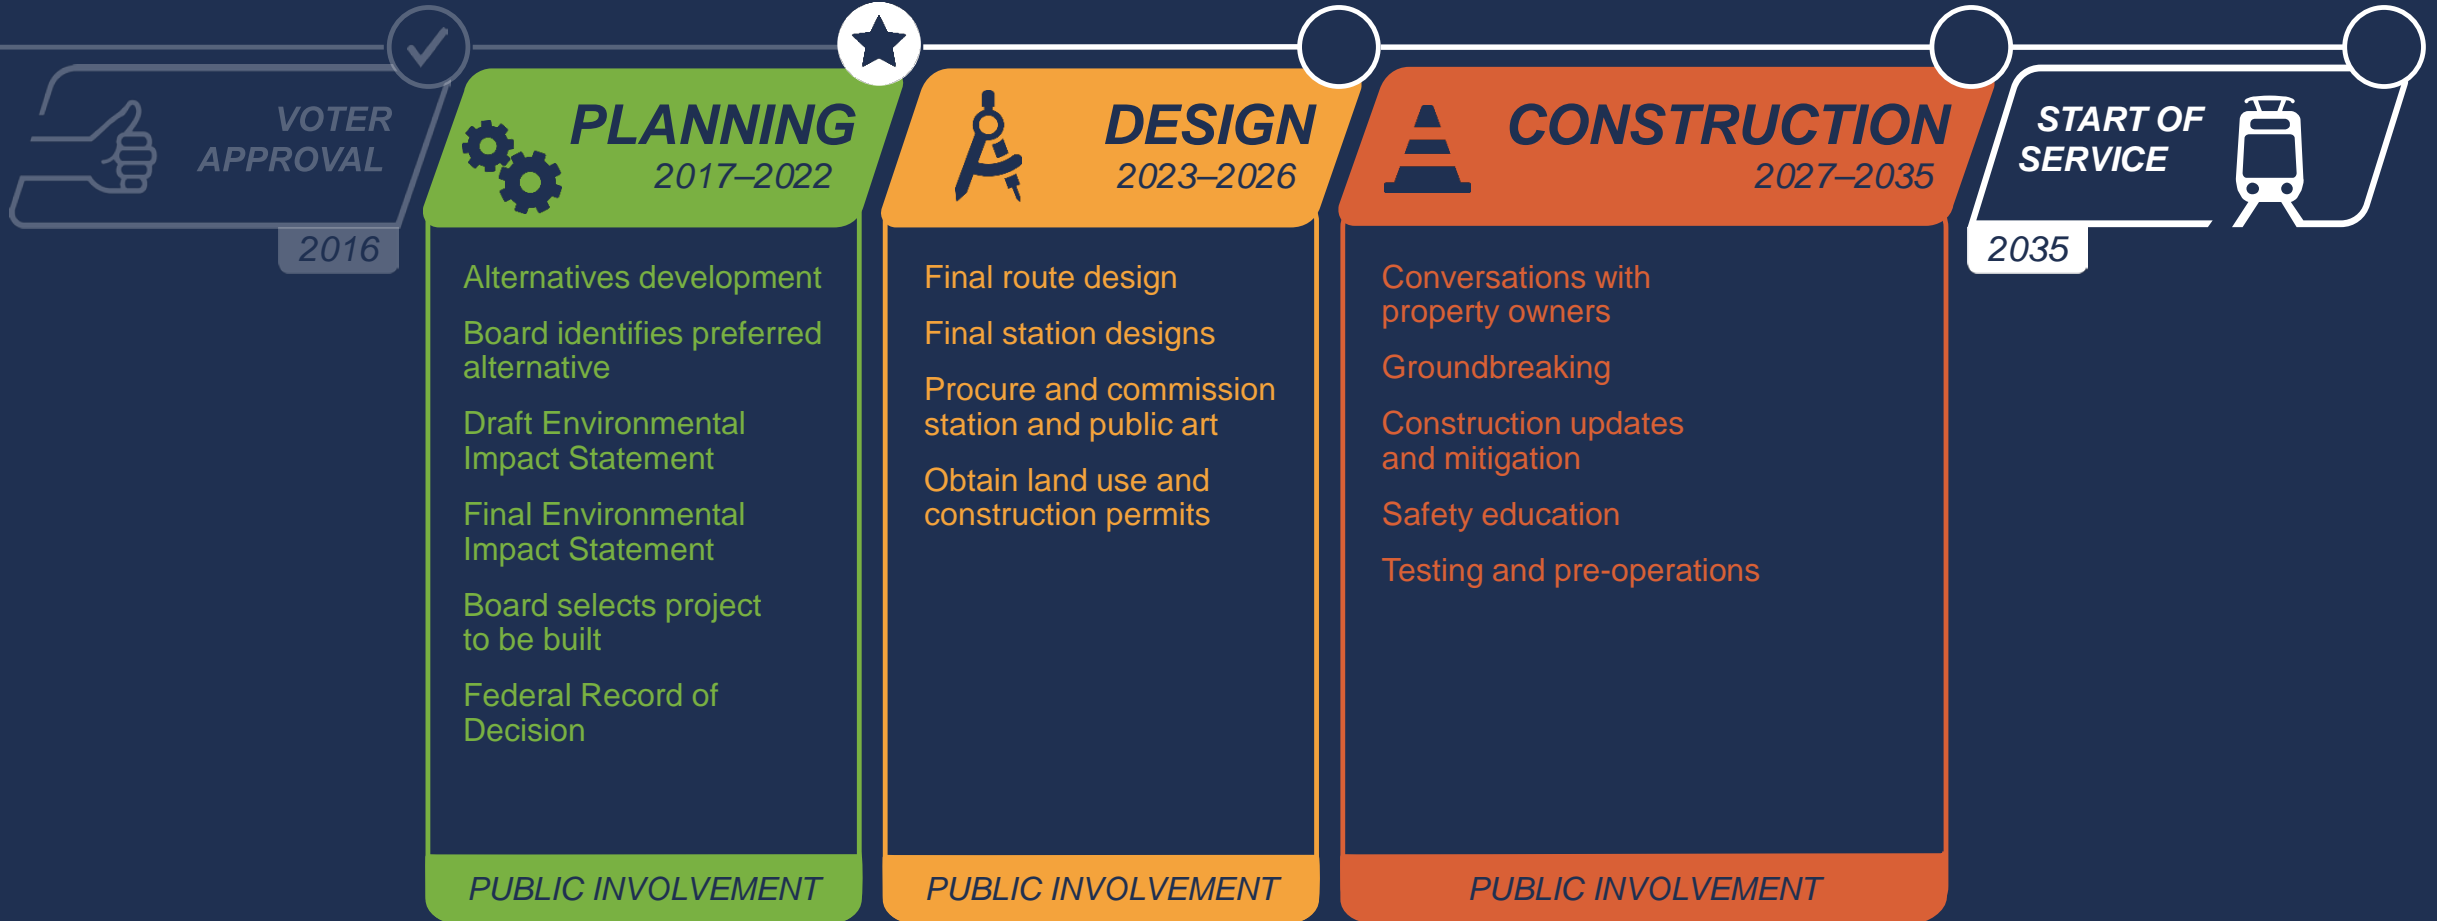 VOTER
APPROVAL
2016
PLANNING
2017–2022
Alternatives development
Board identifies preferred
alternative
Draft Environmental
Impact Statement
Final Environmental
Impact Statement
Board selects project
to be built
Federal Record of
Decision
PUBLIC INVOLVEMENT
DESIGN
2023–2026
Final route design
Final station designs
Procure and commission
station and public art
Obtain land use and
construction permits
PUBLIC INVOLVEMENT
CONSTRUCTION
2027–2035
Conversations with
property owners
Groundbreaking
Construction updates
and mitigation
Safety education
Testing and pre-operations
PUBLIC INVOLVEMENT
START OF
SERVICE
2035